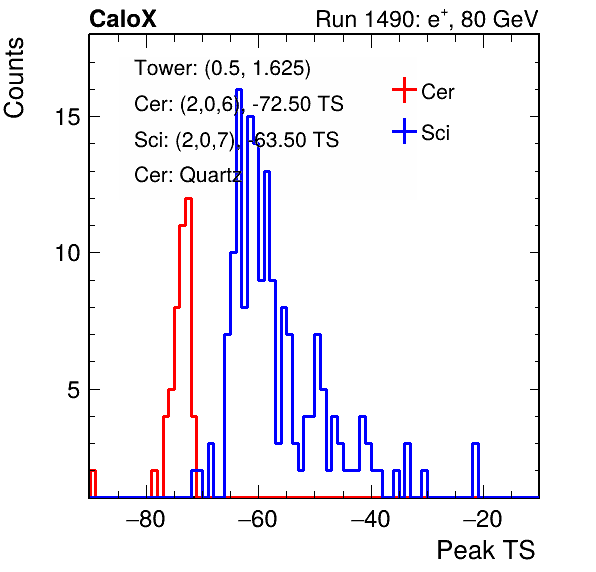 CaloX Run 1490: e⁺, 80 GeV
Counts
Tower: (0.5, 1.625)
Cer: (2,0,6), -72.50 TS
Sci: (2,0,7), -63.50 TS
Cer: Quartz
Cer
Sci
15
10
5
−80 −60 −40 −20
Peak TS